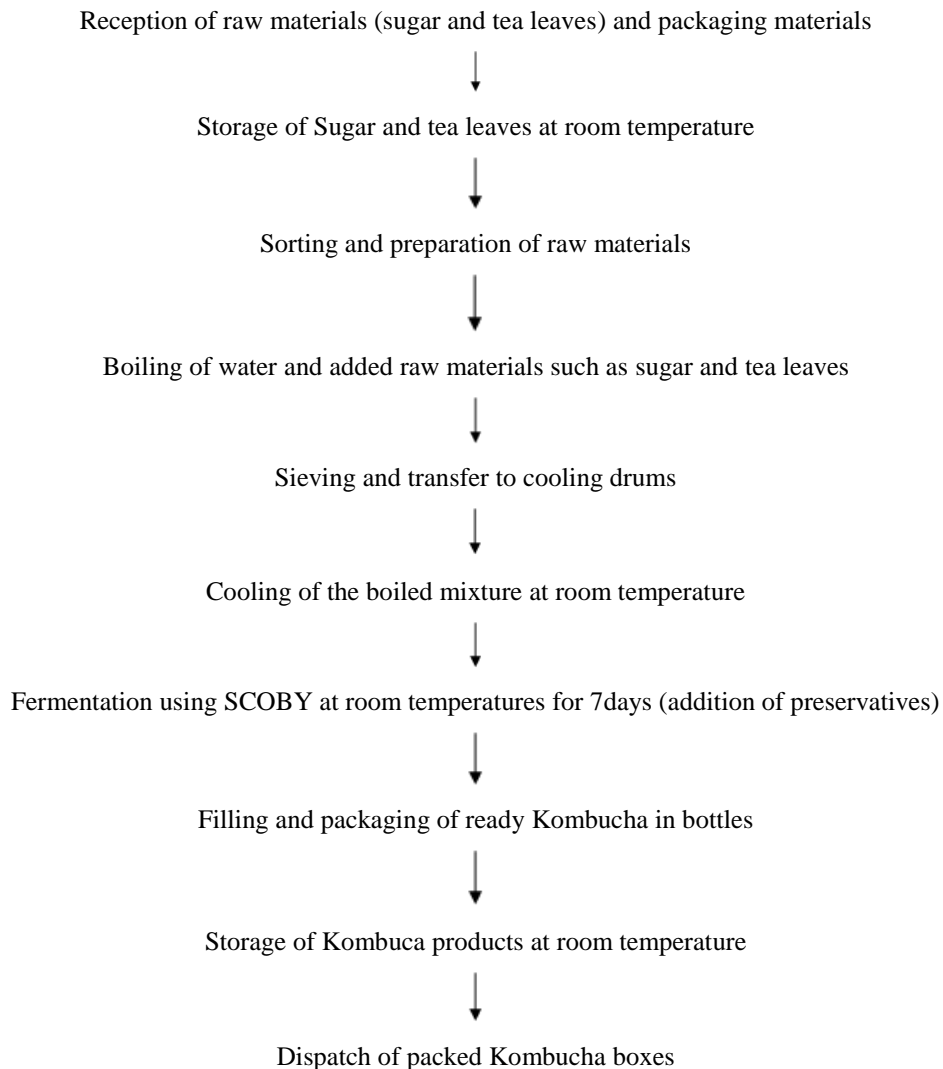 Reception of raw materials (sugar and tea leaves) and packaging materials
Storage of Sugar and tea leaves at room temperature
Sorting and preparation of raw materials
Boiling of water and added raw materials such as sugar and tea leaves
Sieving and transfer to cooling drums
Cooling of the boiled mixture at room temperature
Fermentation using SCOBY at room temperatures for 7days (addition of preservatives)
Filling and packaging of ready Kombucha in bottles
Storage of Kombuca products at room temperature
Dispatch of packed Kombucha boxes